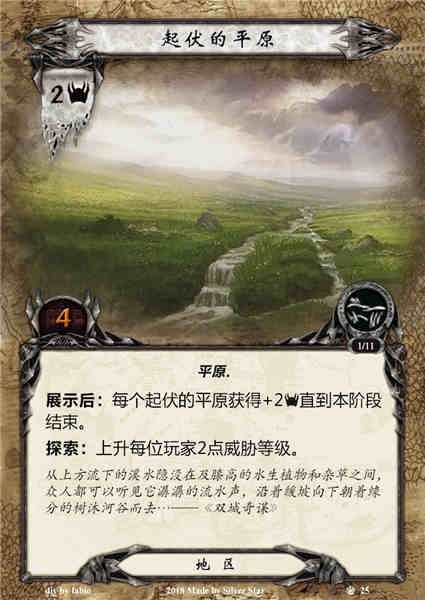 起伏的平原
2
4
1/11
平原.
展示后：每个起伏的平原获得+2直到本阶段
结束。
探索：上升每位玩家2点威胁等级。
从上方流下的溪水隐没在及膝高的水生植物和杂草之间，
众人都可以听见它潺潺的流水声，沿着缓坡向下朝着缘
分的树沐河谷而去……——《双城奇谋》
地区
diy by fabio
2018 Made by Silver Star
25